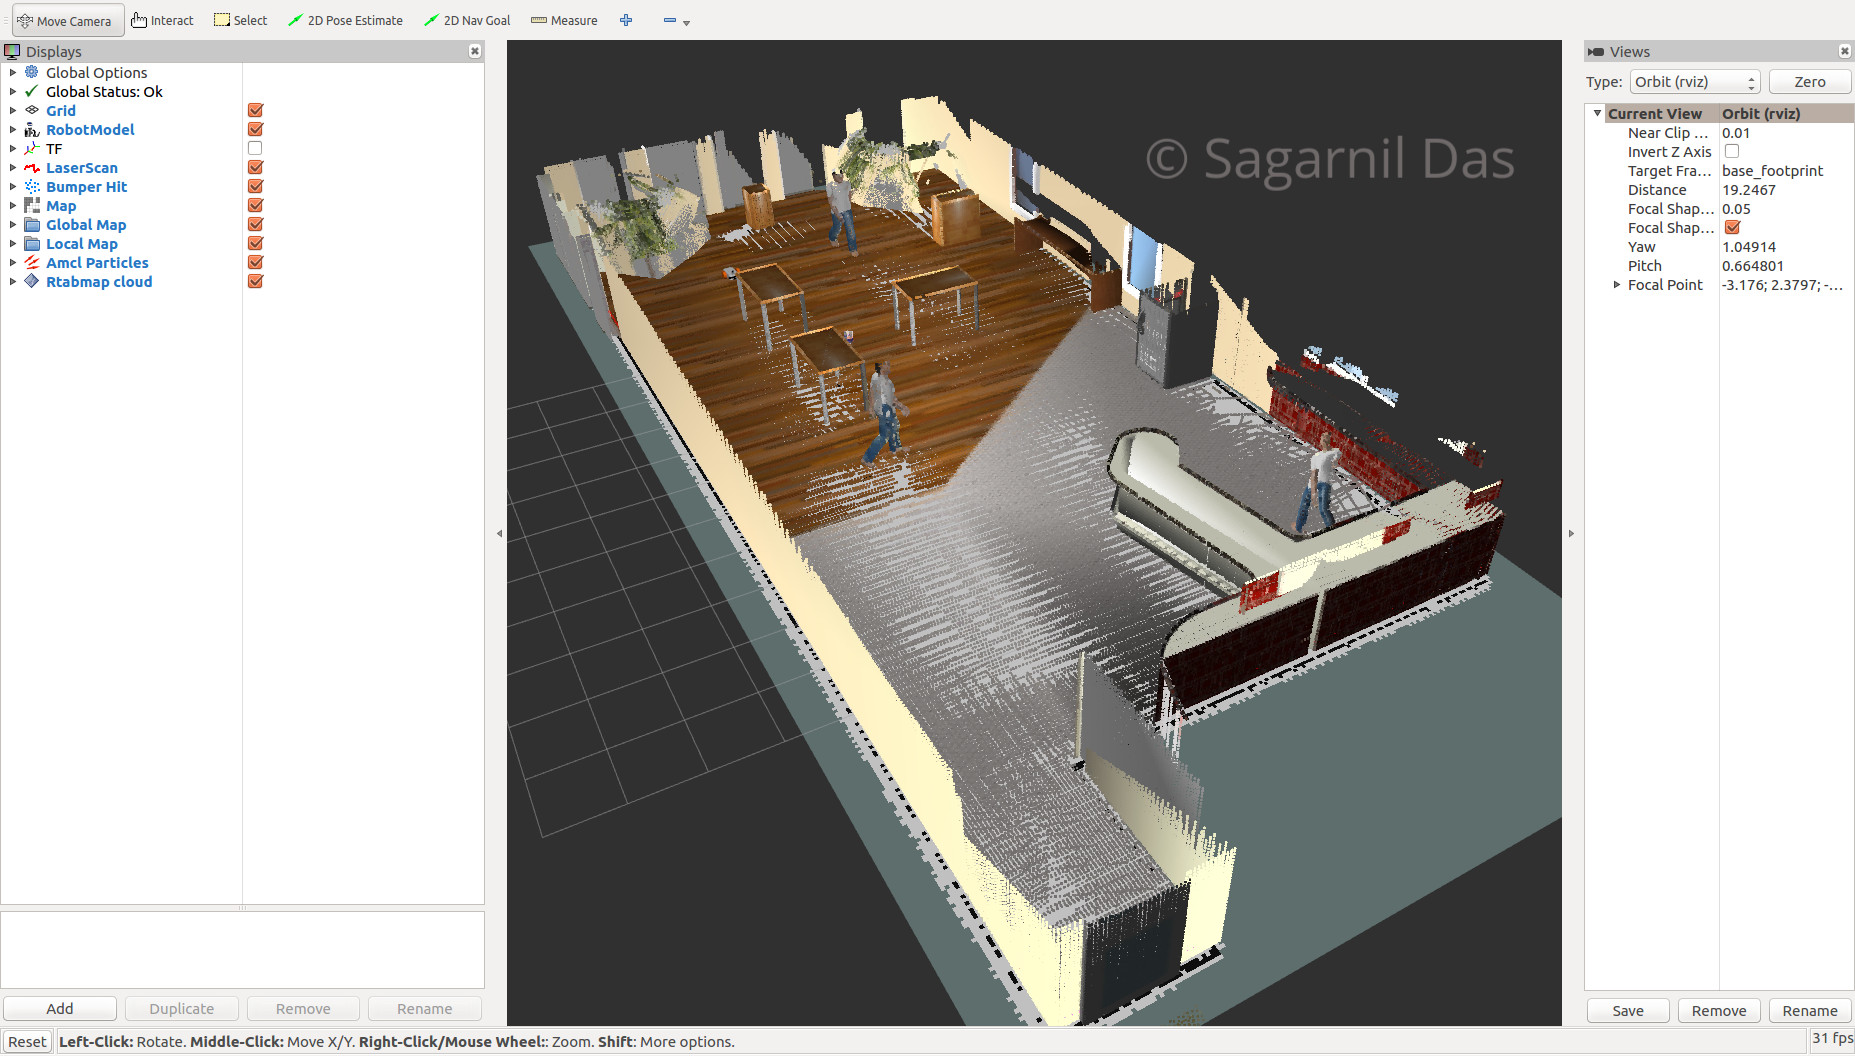 Move Camera Interact Select 2D Pose Estimate 2D Nav Goal Measure
Displays
Global Options
Global Status: Ok
Grid
RobotModel
TF
LaserScan
Bumper Hit
Map
Global Map
Local Map
Amcl Particles
Rtabmap cloud
Add Duplicate Remove Rename
© Sagarnil Das
Views
Type: Orbit (rviz) Zero
Current View Orbit (rviz)
Near Clip ... 0.01
Invert Z Axis
Target Fra... base_footprint
Distance 19.2467
Focal Shap... 0.05
Focal Shap...
Yaw 1.04914
Pitch 0.664801
Focal Point -3.176; 2.3797; -...
Save Remove Rename
Reset Left-Click: Rotate. Middle-Click: Move X/Y. Right-Click/Mouse Wheel:: Zoom. Shift: More options. 31 fps